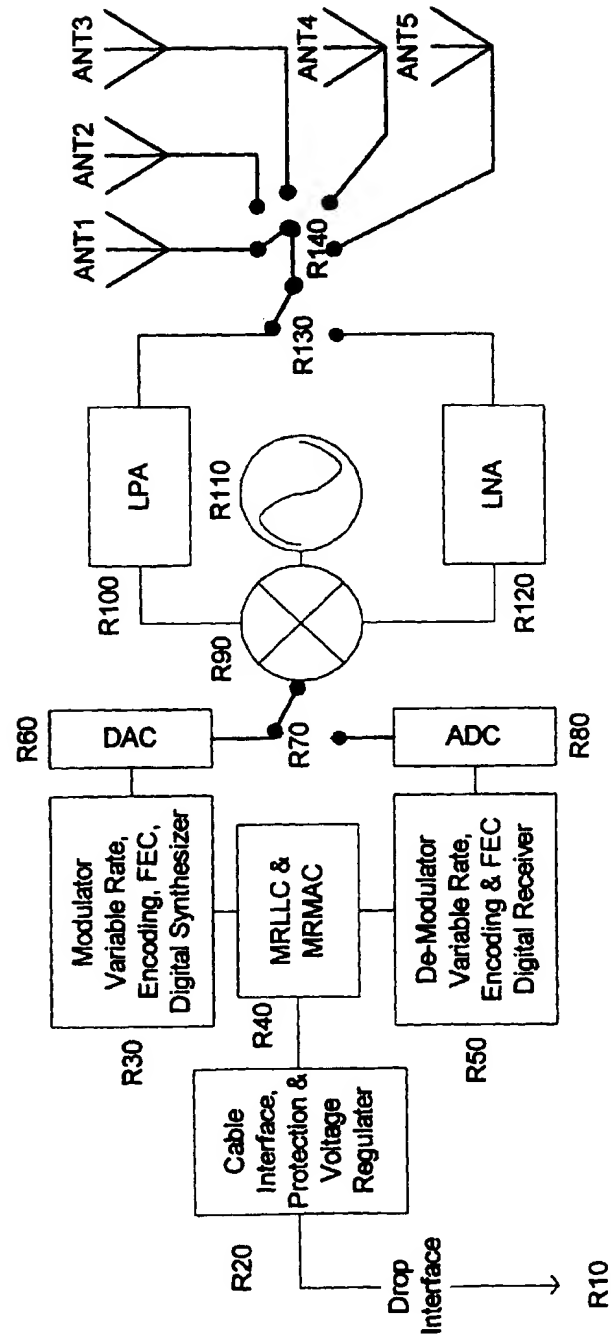 Drop
Interface
R10
R20
Cable
Interface,
Protection &
Voltage
Regulater
R30
Modulator
Variable Rate,
Encoding, FEC,
Digital Synthesizer
R40
MRLLC &
MRMAC
R50
De-Modulator
Variable Rate,
Encoding & FEC
Digital Receiver
R60
DAC
R70
ADC
R80
R90
R100
LPA
R110
R120
LNA
R130
R140
ANT1
ANT2
ANT3
ANT4
ANT5